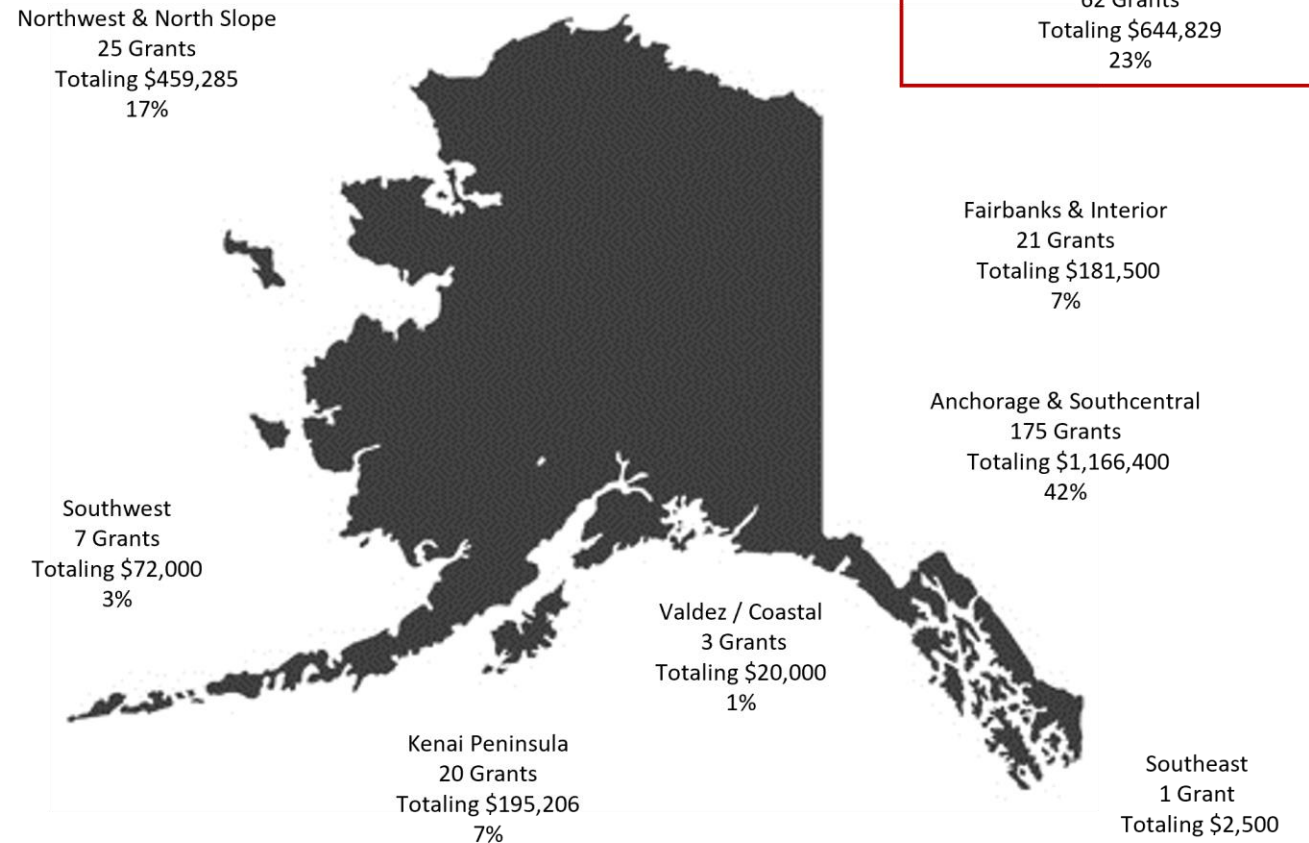 Northwest & North Slope
25 Grants
Totaling $459,285
17%
62 Grants
Totaling $644,829
23%
Fairbanks & Interior
21 Grants
Totaling $181,500
7%
Anchorage & Southcentral
175 Grants
Totaling $1,166,400
42%
Southwest
7 Grants
Totaling $72,000
3%
Valdez / Coastal
3 Grants
Totaling $20,000
1%
Kenai Peninsula
20 Grants
Totaling $195,206
7%
Southeast
1 Grant
Totaling $2,500